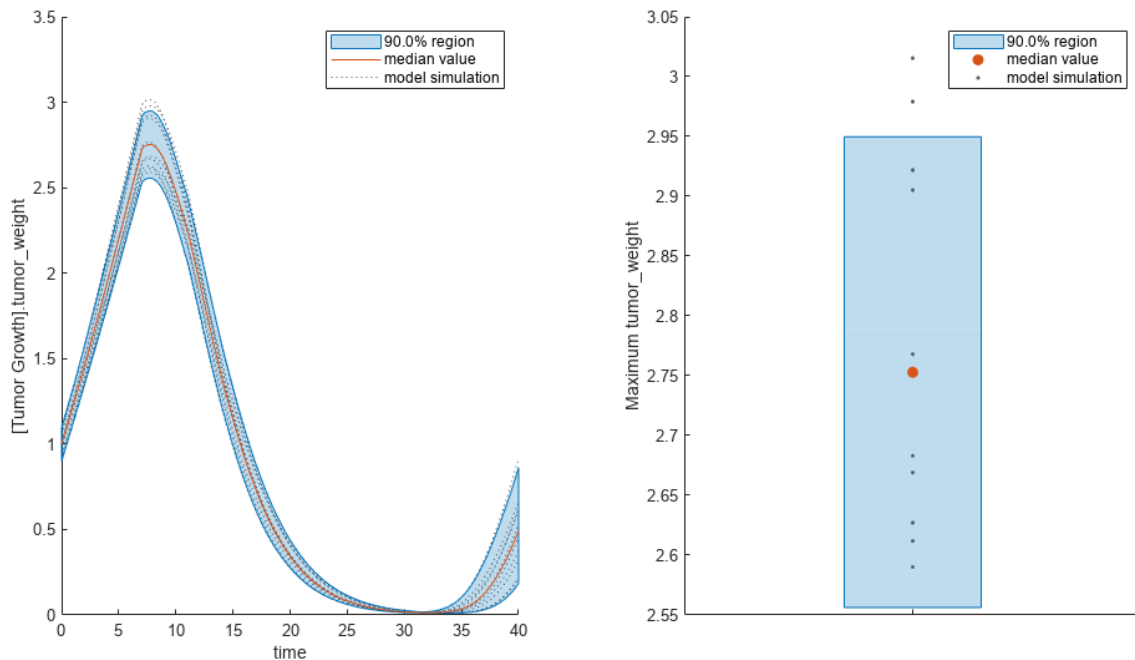 3.5
3
2.5
2
1.5
1
0.5
0
[Tumor Growth].tumor_weight
0 5 10 15 20 25 30 35 40
time
90.0% region
median value
model simulation
3.05
3
2.95
2.9
2.85
2.8
2.75
2.7
2.65
2.6
2.55
Maximum tumor_weight
90.0% region
median value
model simulation